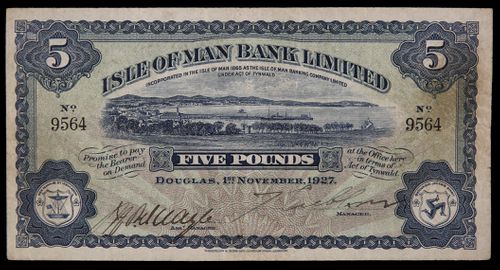 5 ISLE OF MAN BANK LIMITED 5
INCORPORATED IN THE ISLE OF MAN 1865 AS THE ISLE OF MAN BANKING COMPANY LIMITED
UNDER ACT OF TYNWALD
No 9564
No 9564
Promise to pay
the Bearer
on Demand
FIVE POUNDS
at the Office here
in terms of
Act of Tynwald
DOUGLAS, 1st NOVEMBER, 1927.
Asst. MANAGER
MANAGER.